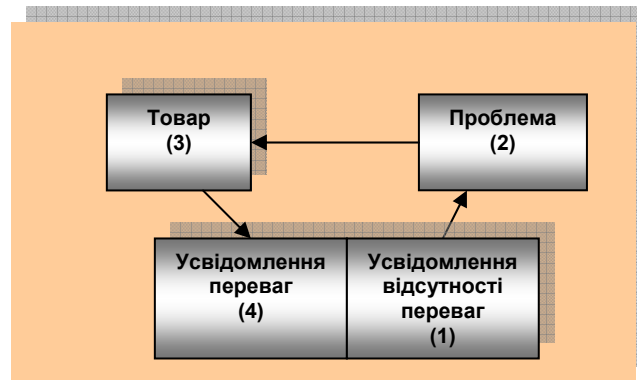 Товар
(3)
Проблема
(2)
Усвідомлення
переваг
(4)
Усвідомлення
відсутності
переваг
(1)